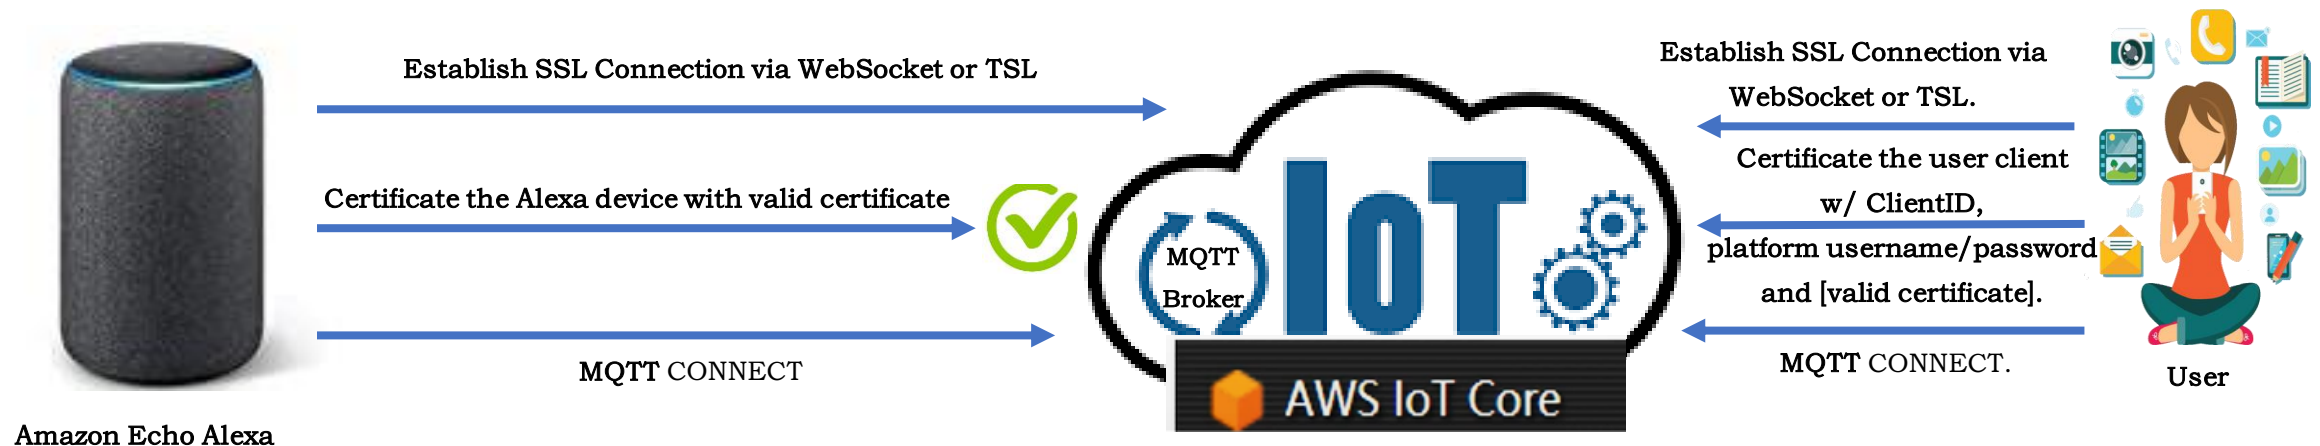 Establish SSL Connection via WebSocket or TSL
Certificate the Alexa device with valid certificate
MQTT CONNECT
Amazon Echo Alexa
IoT
MQTT
Broker
AWS IoT Core
Establish SSL Connection via
WebSocket or TSL.
Certificate the user client
w/ ClientID,
platform username/password
and [valid certificate].
MQTT CONNECT.
User